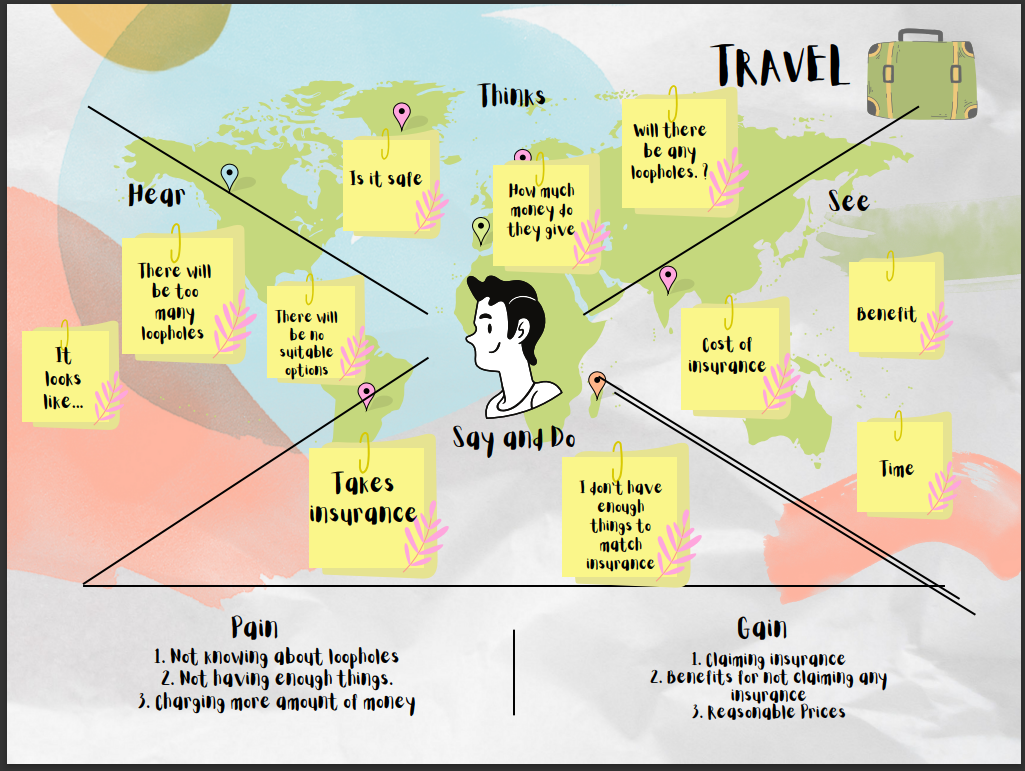 TRAVEL
Thinks
Is it safe
How much
money do
they give
Will there
be any
loopholes. ?
Hear
There will
be too
many
loopholes
There will
be no
suitable
options
It
looks
like...
See
Benefit
Cost of
insurance
Time
Say and Do
Takes
insurance
I don't have
enough
things to
match
insurance
Pain
1. Not knowing about loopholes
2. Not having enough things.
3. Charging more amount of money
Gain
1. Claiming insurance
2. Benefits for not claiming any
insurance
3. Reasonable Prices